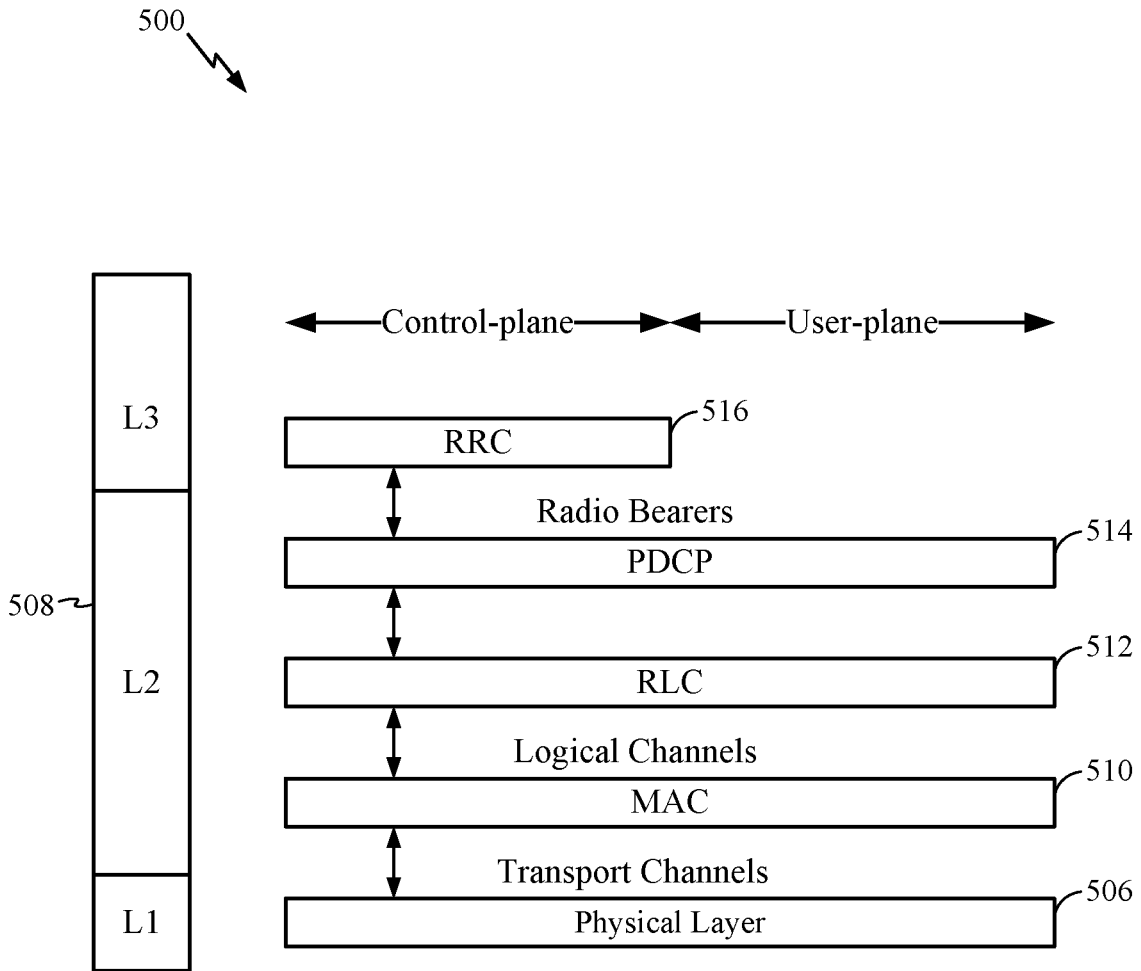 500
Control-plane User-plane
L3
516
RRC
Radio Bearers
514
PDCP
508
512
L2
RLC
Logical Channels
510
MAC
Transport Channels
506
L1
Physical Layer